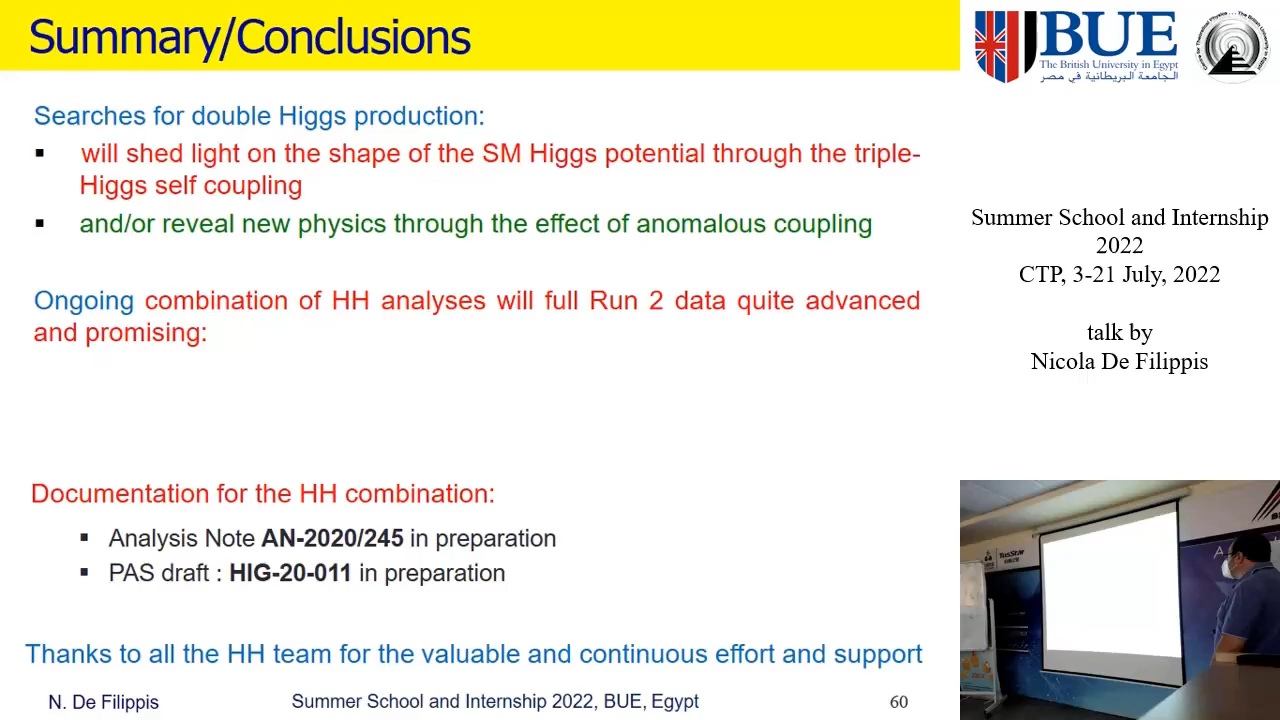 Summary/Conclusions
BUE
The British University in Egypt
الجامعة البريطانية في مصر
Searches for double Higgs production:
▪ will shed light on the shape of the SM Higgs potential through the triple-
Higgs self coupling
▪ and/or reveal new physics through the effect of anomalous coupling
Ongoing combination of HH analyses will full Run 2 data quite advanced
and promising:
Documentation for the HH combination:
▪ Analysis Note AN-2020/245 in preparation
▪ PAS draft : HIG-20-011 in preparation
Thanks to all the HH team for the valuable and continuous effort and support
N. De Filippis
Summer School and Internship 2022, BUE, Egypt
60
Summer School and Internship
2022
CTP, 3-21 July, 2022
talk by
Nicola De Filippis